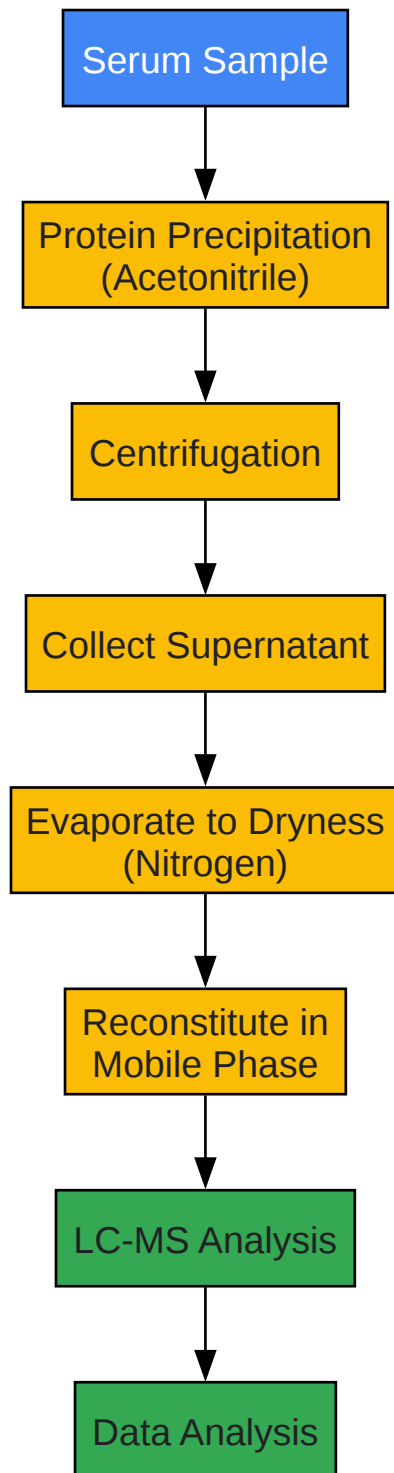 Serum Sample
Protein Precipitation
(Acetonitrile)
Centrifugation
Collect Supernatant
Evaporate to Dryness
(Nitrogen)
Reconstitute in
Mobile Phase
LC-MS Analysis
Data Analysis